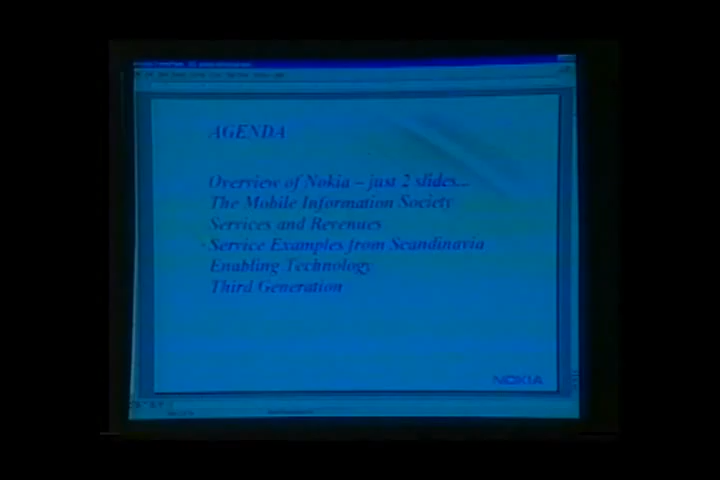 AGENDA
Overview of Nokia – just 2 slides...
The Mobile Information Society
Services and Revenues
Service Examples from Scandinavia
Enabling Technology
Third Generation
NOKIA